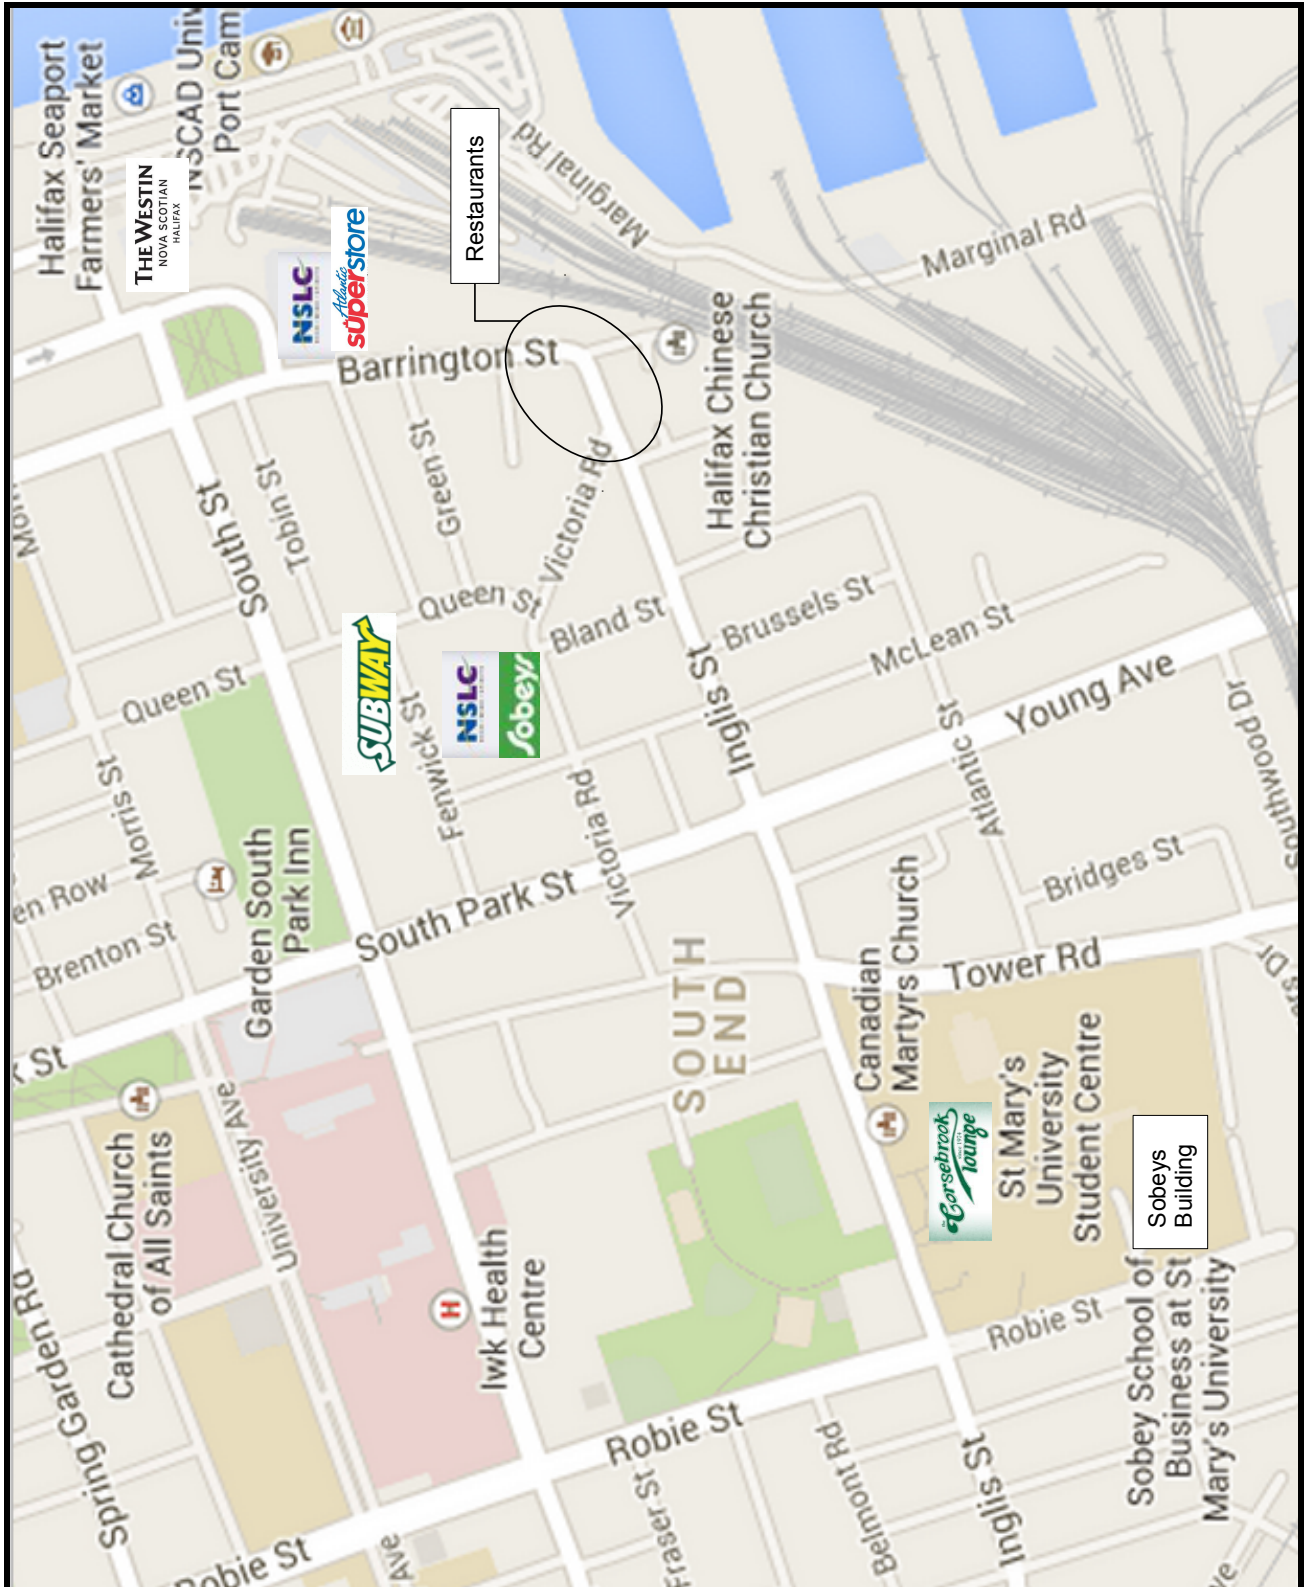 Halifax Seaport
Farmers' Market
NSCAD Univ
Port Cam
THE WESTIN
NOVA SCOTIAN
HALIFAX
Restaurants
Marginal Rd
Marginal Rd
NSLC
Atlantic
superstore
Barrington St
Halifax Chinese
Christian Church
South St
Tobin St
Green St
Victoria Rd
Queen St
Bland St
Brussels St
McLean St
Inglis St
Young Ave
Atlantic St
Southwood Dr
SUBWAY
Fenwick St
NSLC
Sobeys
Queen St
Morris St
en Row
Brenton St
Garden South
Park Inn
South Park St
Victoria Rd
Bridges St
Tower Rd
SOUTH
END
Canadian
Martyrs Church
St Mary's
University
Student Centre
the Gorsebrook
lounge
Sobeys
Building
k St
Cathedral Church
of All Saints
University Ave
Iwk Health
Centre
H
Spring Garden Rd
Robie St
Robie St
Robie St
Sobey School of
Business at St
Mary's University
Fraser St
Belmont Rd
Inglis St
Inglis
Ave